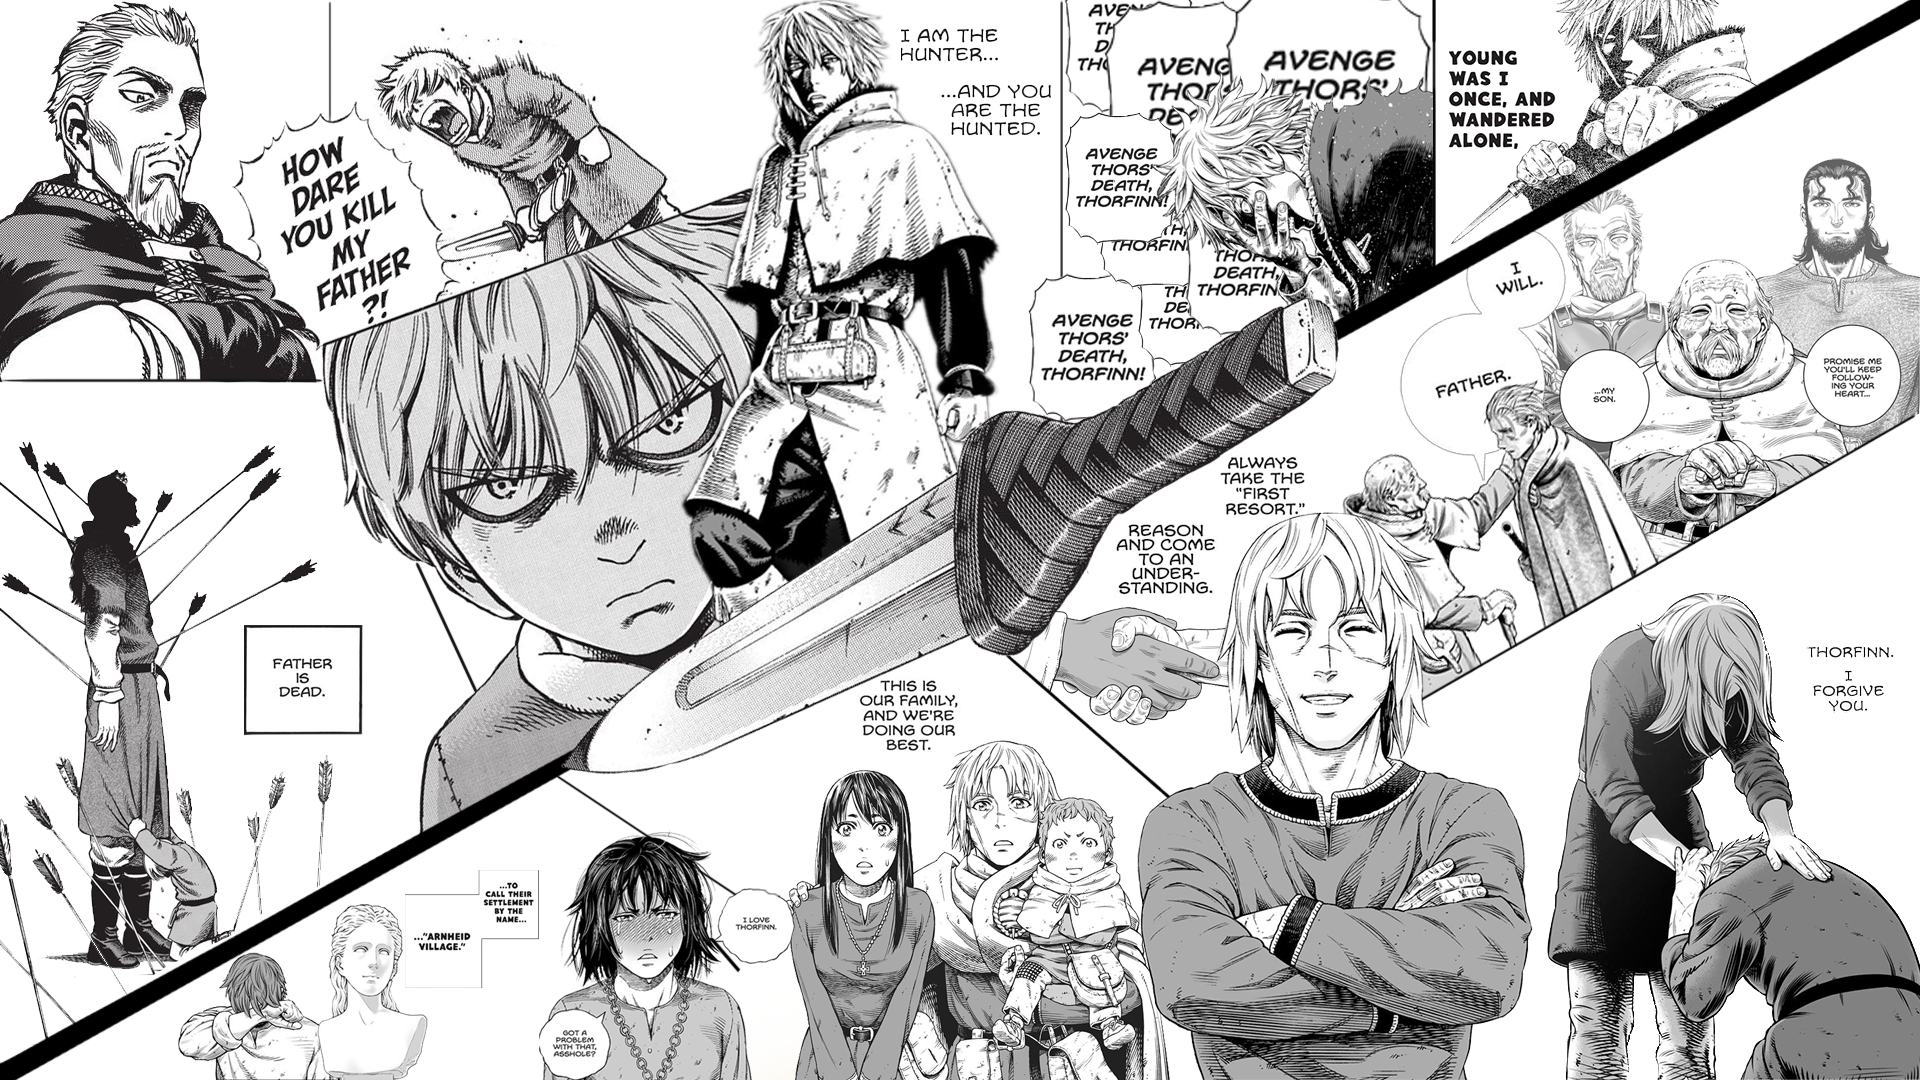 HOW
DARE
YOU KILL
MY
FATHER
?!
I AM THE
HUNTER...
...AND YOU
ARE THE
HUNTED.
AVENGE
THORS'
AVENGE
THORS'
DEATH,
THORFINN!
THORFINN
DEATH,
THORFIN
AVENGE
THORS'
DEATH,
THORFINN!
YOUNG
WAS I
ONCE, AND
WANDERED
ALONE,
I
WILL.
FATHER.
...MY
SON.
PROMISE ME
YOU'LL KEEP
FOLLOW-
ING YOUR
HEART...
FATHER
IS
DEAD.
ALWAYS
TAKE THE
"FIRST
RESORT."
REASON
AND COME
TO AN
UNDER-
STANDING.
THIS IS
OUR FAMILY,
AND WE'RE
DOING OUR
BEST.
THORFINN.
I
FORGIVE
YOU.
...TO
CALL THEIR
SETTLEMENT
BY THE
NAME...
..."ARNHEID
VILLAGE."
I LOVE
THORFINN.
GOT A
PROBLEM
WITH THAT,
ASSHOLE?